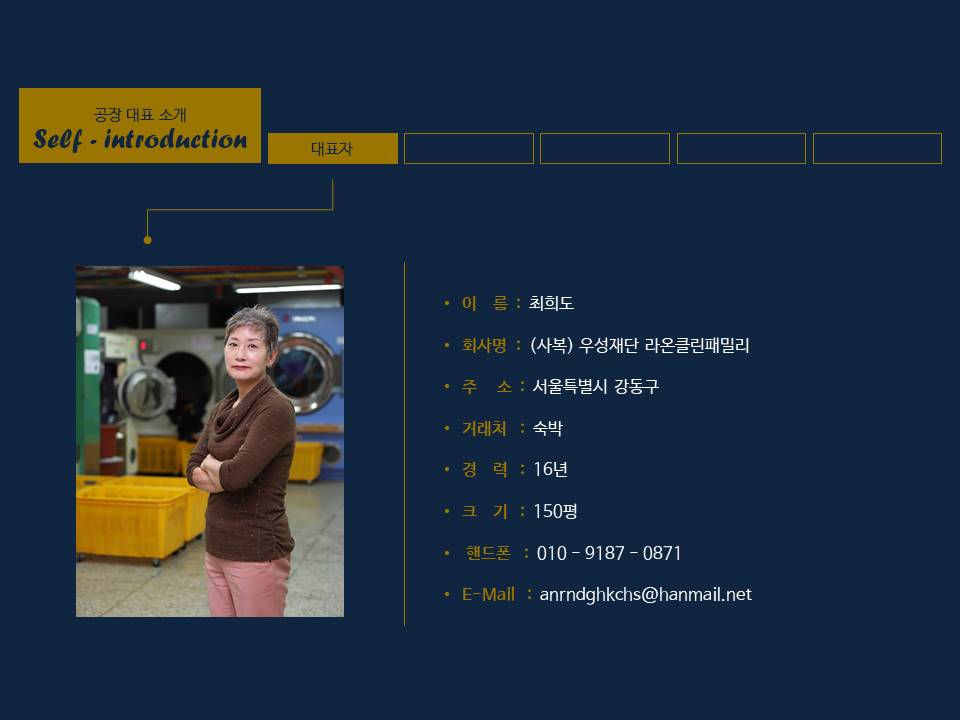 공장 대표 소개
Self - introduction
대표자
• 이 름 : 최희도
• 회사명 : (사복) 우성재단 라온클린패밀리
• 주 소 : 서울특별시 강동구
• 거래처 : 숙박
• 경 력 : 16년
• 크 기 : 150평
• 핸드폰 : 010 - 9187 - 0871
• E-Mail : anrndghkchs@hanmail.net